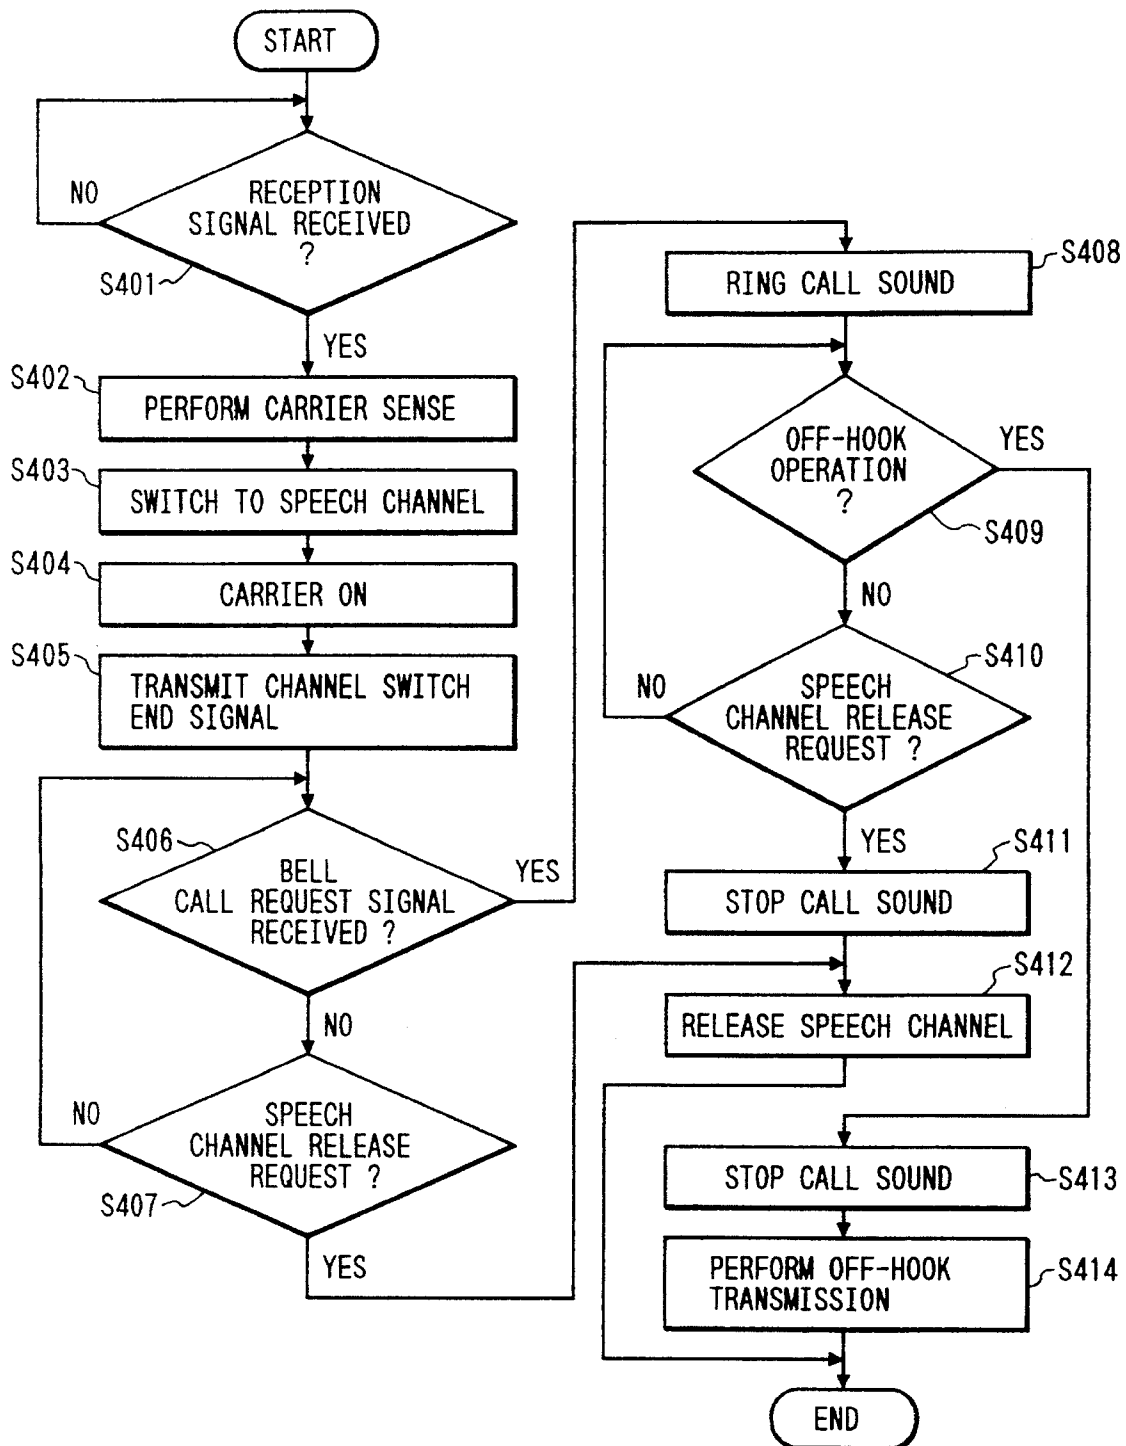 START
NO
RECEPTION
SIGNAL RECEIVED
?
S401
YES
S402
PERFORM CARRIER SENSE
S403
SWITCH TO SPEECH CHANNEL
S404
CARRIER ON
S405
TRANSMIT CHANNEL SWITCH
END SIGNAL
S406
BELL
CALL REQUEST SIGNAL
RECEIVED ?
YES
NO
NO
SPEECH
CHANNEL RELEASE
REQUEST ?
S407
YES
S408
RING CALL SOUND
OFF-HOOK
OPERATION
?
YES
S409
NO
S410
NO
SPEECH
CHANNEL RELEASE
REQUEST ?
YES
S411
STOP CALL SOUND
S412
RELEASE SPEECH CHANNEL
STOP CALL SOUND
S413
PERFORM OFF-HOOK
TRANSMISSION
S414
END